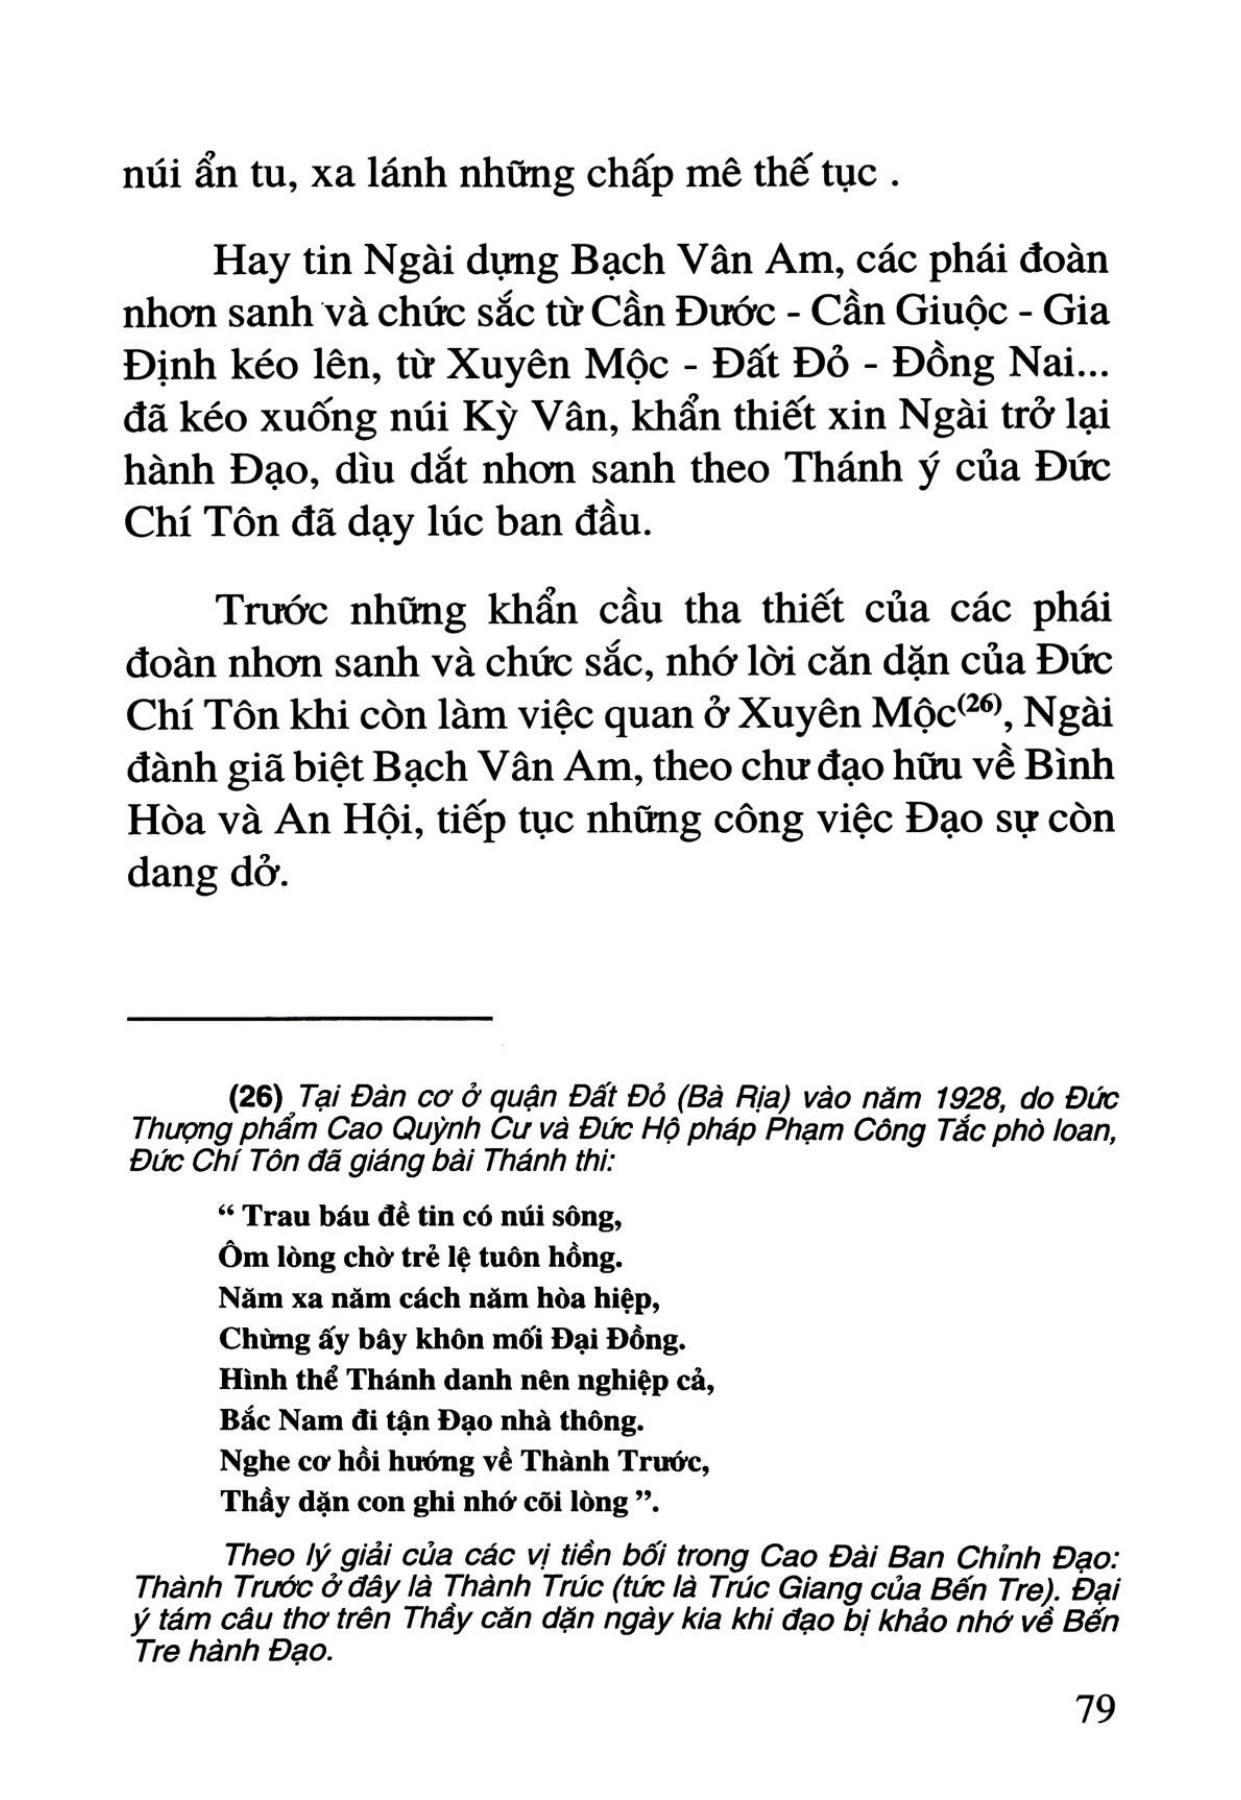 núi ẩn tu, xa lánh những chấp mê thế tục .
Hay tin Ngài dựng Bạch Vân Am, các phái đoàn
nhơn sanh và chức sắc từ Cần Đước - Cần Giuộc - Gia
Định kéo lên, từ Xuyên Mộc - Đất Đỏ - Đồng Nai...
đã kéo xuống núi Kỳ Vân, khẩn thiết xin Ngài trở lại
hành Đạo, dìu dắt nhơn sanh theo Thánh ý của Đức
Chí Tôn đã dạy lúc ban đầu.
Trước những khẩn cầu tha thiết của các phái
đoàn nhơn sanh và chức sắc, nhớ lời căn dặn của Đức
Chí Tôn khi còn làm việc quan ở Xuyên Mộc(26), Ngài
đành giã biệt Bạch Vân Am, theo chư đạo hữu về Bình
Hòa và An Hội, tiếp tục những công việc Đạo sự còn
dang dở.
(26) Tại Đàn cơ ở quận Đất Đỏ (Bà Rịa) vào năm 1928, do Đức
Thượng phẩm Cao Quỳnh Cư và Đức Hộ pháp Phạm Công Tắc phò loan,
Đức Chí Tôn đã giáng bài Thánh thi:
“ Trau báu đề tin có núi sông,
Ôm lòng chờ trẻ lệ tuôn hồng.
Năm xa năm cách năm hòa hiệp,
Chừng ấy bây khôn mối Đại Đồng.
Hình thể Thánh danh nên nghiệp cả,
Bắc Nam đi tận Đạo nhà thông.
Nghe cơ hồi hướng về Thành Trước,
Thầy dặn con ghi nhớ cõi lòng ”.
Theo lý giải của các vị tiền bối trong Cao Đài Ban Chỉnh Đạo:
Thành Trước ở đây là Thành Trúc (tức là Trúc Giang của Bến Tre). Đại
ý tám câu thơ trên Thầy căn dặn ngày kia khi đạo bị khảo nhớ về Bến
Tre hành Đạo.
79